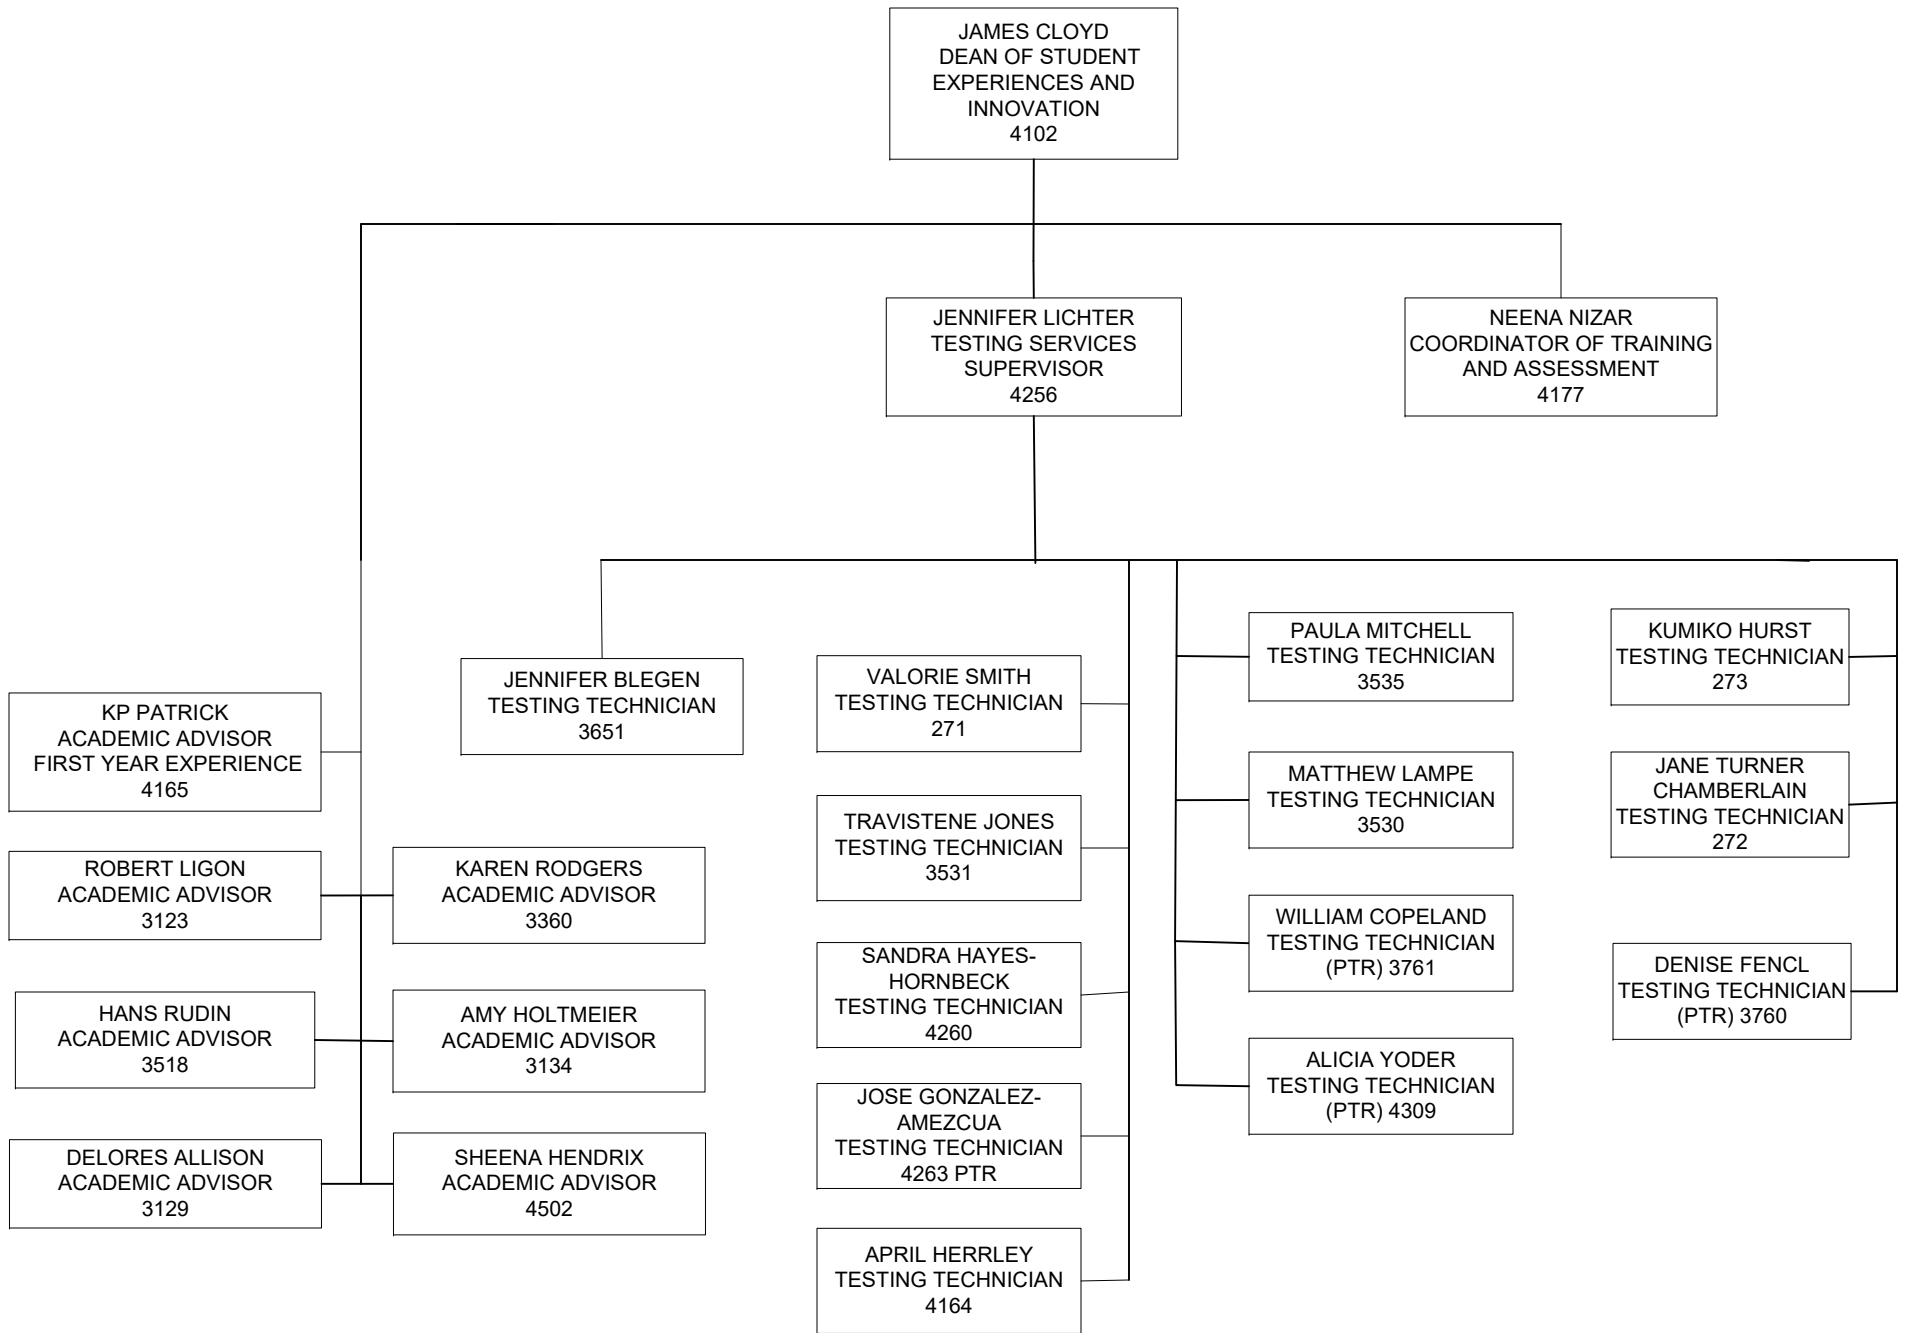 JAMES CLOYD
DEAN OF STUDENT
EXPERIENCES AND
INNOVATION
4102
JENNIFER LICHTER
TESTING SERVICES
SUPERVISOR
4256
NEENA NIZAR
COORDINATOR OF TRAINING
AND ASSESSMENT
4177
KP PATRICK
ACADEMIC ADVISOR
FIRST YEAR EXPERIENCE
4165
ROBERT LIGON
ACADEMIC ADVISOR
3123
HANS RUDIN
ACADEMIC ADVISOR
3518
DELORES ALLISON
ACADEMIC ADVISOR
3129
KAREN RODGERS
ACADEMIC ADVISOR
3360
AMY HOLTMEIER
ACADEMIC ADVISOR
3134
SHEENA HENDRIX
ACADEMIC ADVISOR
4502
JENNIFER BLEGEN
TESTING TECHNICIAN
3651
VALORIE SMITH
TESTING TECHNICIAN
271
TRAVISTENE JONES
TESTING TECHNICIAN
3531
SANDRA HAYES-
HORNBECK
TESTING TECHNICIAN
4260
JOSE GONZALEZ-
AMEZCUA
TESTING TECHNICIAN
4263 PTR
APRIL HERRLEY
TESTING TECHNICIAN
4164
PAULA MITCHELL
TESTING TECHNICIAN
3535
MATTHEW LAMPE
TESTING TECHNICIAN
3530
WILLIAM COPELAND
TESTING TECHNICIAN
(PTR) 3761
ALICIA YODER
TESTING TECHNICIAN
(PTR) 4309
KUMIKO HURST
TESTING TECHNICIAN
273
JANE TURNER
CHAMBERLAIN
TESTING TECHNICIAN
272
DENISE FENCL
TESTING TECHNICIAN
(PTR) 3760